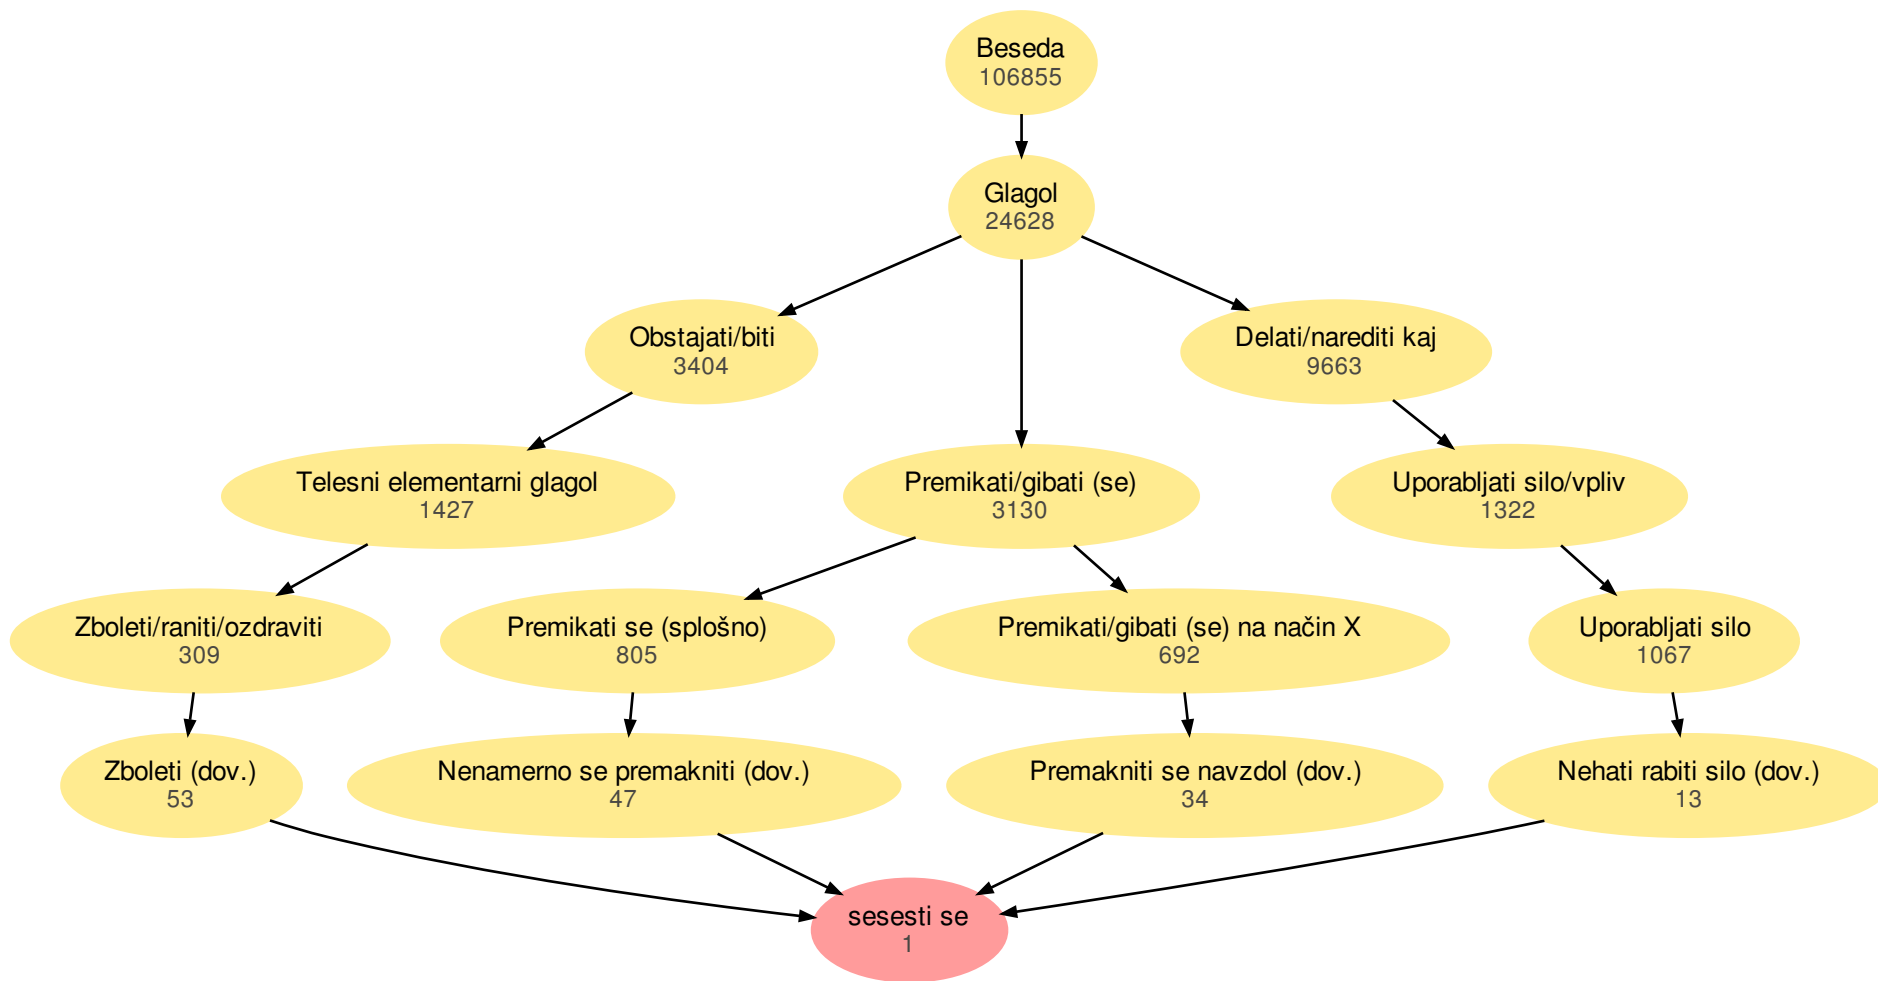 Beseda
106855
Glagol
24628
Obstajati/biti
3404
Delati/narediti kaj
9663
Telesni elementarni glagol
1427
Premikati/gibati (se)
3130
Uporabljati silo/vpliv
1322
Zboleti/raniti/ozdraviti
309
Premikati se (splošno)
805
Premikati/gibati (se) na način X
692
Uporabljati silo
1067
Zboleti (dov.)
53
Nenamerno se premakniti (dov.)
47
Premakniti se navzdol (dov.)
34
Nehati rabiti silo (dov.)
13
sesesti se
1